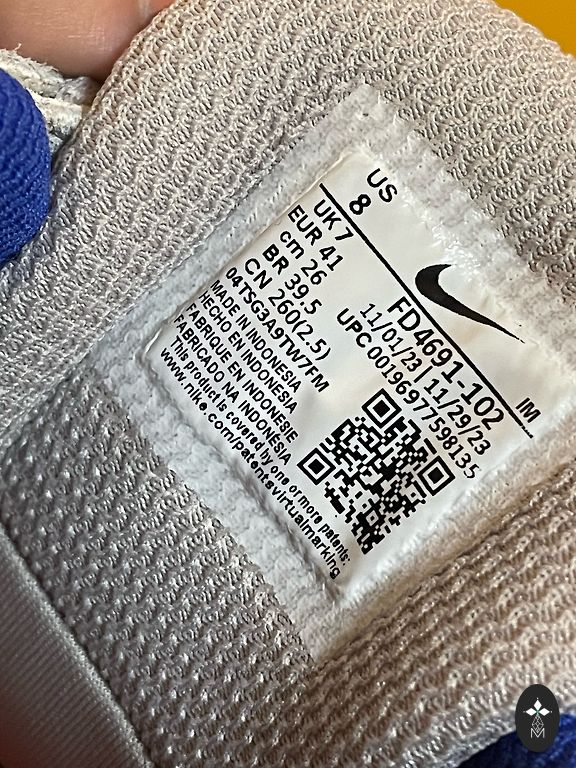 US
8
UK 7
EUR 41
cm 26
BR 39.5
CN 260(2.5)
04TSG3A9TW7FM
MADE IN INDONESIA
HECHO EN INDONESIA
FABRIQUE EN INDONESIE
FABRICADO NA INDONÉSIA
This product is covered by one or more patents:
www.nike.com/patentsvirtualmarking
FD4691-102
IM
11/01/23 | 11/29/23
UPC 00196977598135
M